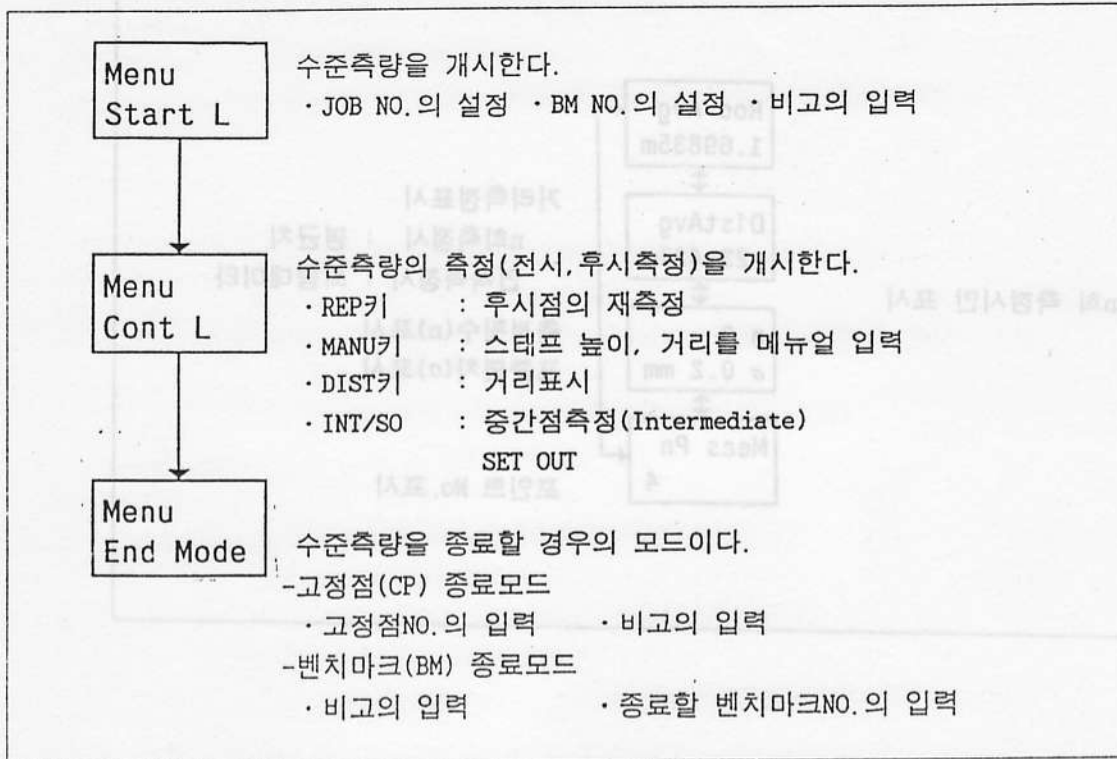 Menu
Start L
수준측량을 개시한다.
·JOB NO.의 설정 ·BM NO.의 설정 ·비고의 입력
Menu
Cont L
수준측량의 측정(전시,후시측정)을 개시한다.
·REP키 : 후시점의 재측정
·MANU키 : 스태프 높이, 거리를 메뉴얼 입력
·DIST키 : 거리표시
·INT/SO : 중간점측정(Intermediate)
SET OUT
Menu
End Mode
수준측량을 종료할 경우의 모드이다.
-고정점(CP) 종료모드
·고정점NO.의 입력 ·비고의 입력
-벤치마크(BM) 종료모드
·비고의 입력 ·종료할 벤치마크NO.의 입력